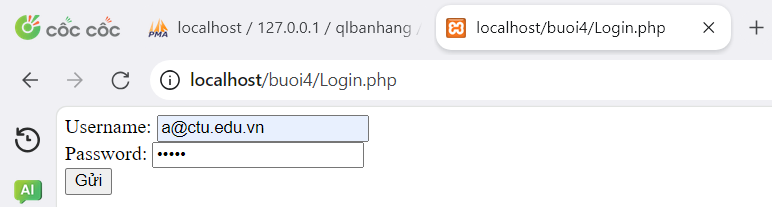 cốc cốc
PMA
localhost / 127.0.0.1 / qlbanhang /
localhost/buoi4/Login.php
localhost/buoi4/Login.php
Username: a@ctu.edu.vn
Password: •••••
Gửi
AI